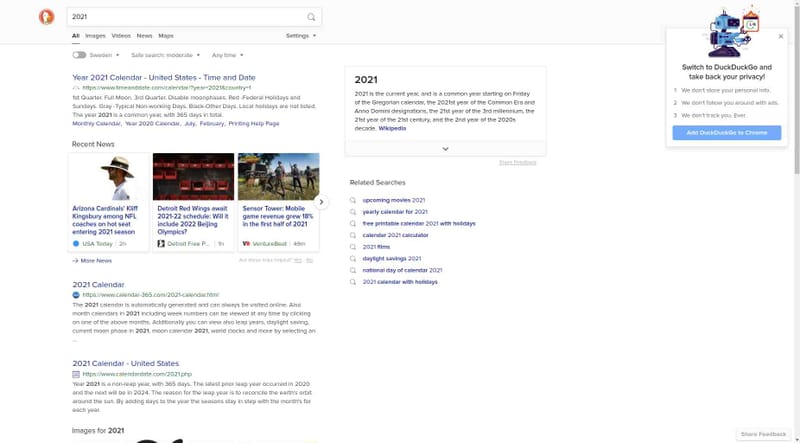 2021
All Images Videos News Maps Settings
Sweden Safe search: moderate Any time
Year 2021 Calendar - United States - Time and Date
https://www.timeanddate.com/calendar/?year=2021&country=1
1st Quarter. Full Moon. 3rd Quarter. Disable moonphases. Red -Federal Holidays and
Sundays. Gray -Typical Non-working Days. Black-Other Days. Local holidays are not listed.
The year 2021 is a common year, with 365 days in total.
Monthly Calendar, Year 2020 Calendar, July, February, Printing Help Page
Recent News
Arizona Cardinals' Kliff
Kingsbury among NFL
coaches on hot seat
entering 2021 season
USA Today 2h
Detroit Red Wings await
2021-22 schedule: Will it
include 2022 Beijing
Olympics?
Detroit Free P... 1h
Sensor Tower: Mobile
game revenue grew 18%
in the first half of 2021
VentureBeat 49m
More News
Are these links helpful? Yes No
2021 Calendar
https://www.calendar-365.com/2021-calendar.html
The 2021 calendar is automatically generated and can always be visited online. Also
month calendars in 2021 including week numbers can be viewed at any time by clicking
on one of the above months. Additionally you can view also leap years, daylight saving,
current moon phase in 2021, moon calendar 2021, world clocks and more by selecting an
...
2021 Calendar - United States
https://www.calendardate.com/2021.php
Year 2021 is a non-leap year, with 365 days. The latest prior leap year occurred in 2020
and the next will be in 2024. The reason for the leap year is to reconcile the earth's orbit
around the sun. By adding days to the year the seasons stay in step with the month's for
each year.
Images for 2021
2021
2021 is the current year, and is a common year starting on Friday
of the Gregorian calendar, the 2021st year of the Common Era and
Anno Domini designations, the 21st year of the 3rd millennium, the
21st year of the 21st century, and the 2nd year of the 2020s
decade. Wikipedia
Share Feedback
Related Searches
upcoming movies 2021
yearly calendar for 2021
free printable calendar 2021 with holidays
calendar 2021 calculator
2021 films
daylight savings 2021
national day of calendar 2021
2021 calendar with holidays
Switch to DuckDuckGo and
take back your privacy!
1 We don't store your personal info.
2 We don't follow you around with ads.
3 We don't track you. Ever.
Add DuckDuckGo to Chrome
Share Feedback